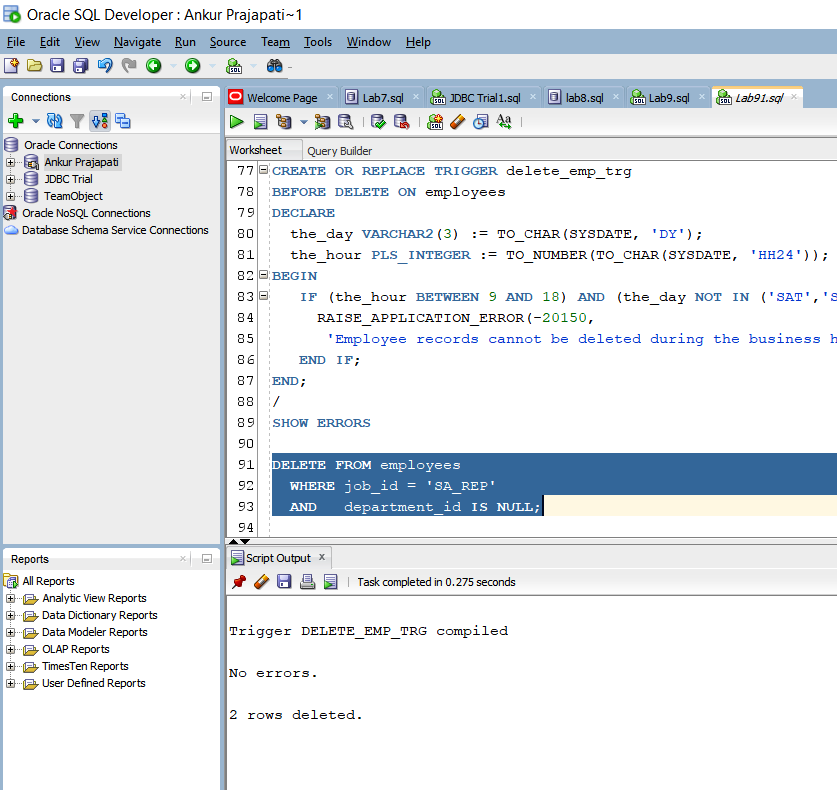 Oracle SQL Developer : Ankur Prajapati~1
File Edit View Navigate Run Source Team Tools Window Help
Connections
Oracle Connections
Ankur Prajapati
JDBC Trial
TeamObject
Oracle NoSQL Connections
Database Schema Service Connections
Reports
All Reports
Analytic View Reports
Data Dictionary Reports
Data Modeler Reports
OLAP Reports
TimesTen Reports
User Defined Reports
Welcome Page Lab7.sql JDBC Trial1.sql lab8.sql Lab9.sql Lab91.sql
Worksheet Query Builder
77 CREATE OR REPLACE TRIGGER delete_emp_trg
78 BEFORE DELETE ON employees
79 DECLARE
80 the_day VARCHAR2(3) := TO_CHAR(SYSDATE, 'DY');
81 the_hour PLS_INTEGER := TO_NUMBER(TO_CHAR(SYSDATE, 'HH24'));
82 BEGIN
83 IF (the_hour BETWEEN 9 AND 18) AND (the_day NOT IN ('SAT','S
84 RAISE_APPLICATION_ERROR(-20150,
85 'Employee records cannot be deleted during the business h
86 END IF;
87 END;
88 /
89 SHOW ERRORS
90
91 DELETE FROM employees
92 WHERE job_id = 'SA_REP'
93 AND department_id IS NULL;
94
Script Output
Task completed in 0.275 seconds
Trigger DELETE_EMP_TRG compiled
No errors.
2 rows deleted.